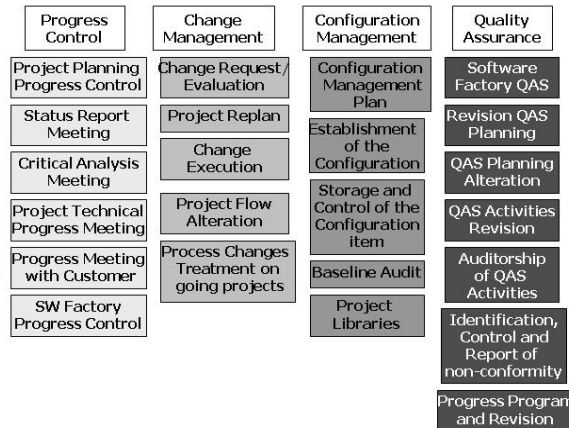 Progress
Control
Project Planning
Progress Control
Status Report
Meeting
Critical Analysis
Meeting
Project Technical
Progress Meeting
Progress Meeting
with Customer
SW Factory
Progress Control
Change
Management
Change Request/
Evaluation
Project Replan
Change
Execution
Project Flow
Alteration
Process Changes
Treatment on
going projects
Configuration
Management
Configuration
Management
Plan
Establishment
of the
Configuration
Storage and
Control of the
Configuration
item
Baseline Audit
Project
Libraries
Quality
Assurance
Software
Factory QAS
Revision QAS
Planning
QAS Planning
Alteration
QAS Activities
Revision
Auditorship
of QAS
Activities
Identification,
Control and
Report of
non-conformity
Progress Program
and Revision